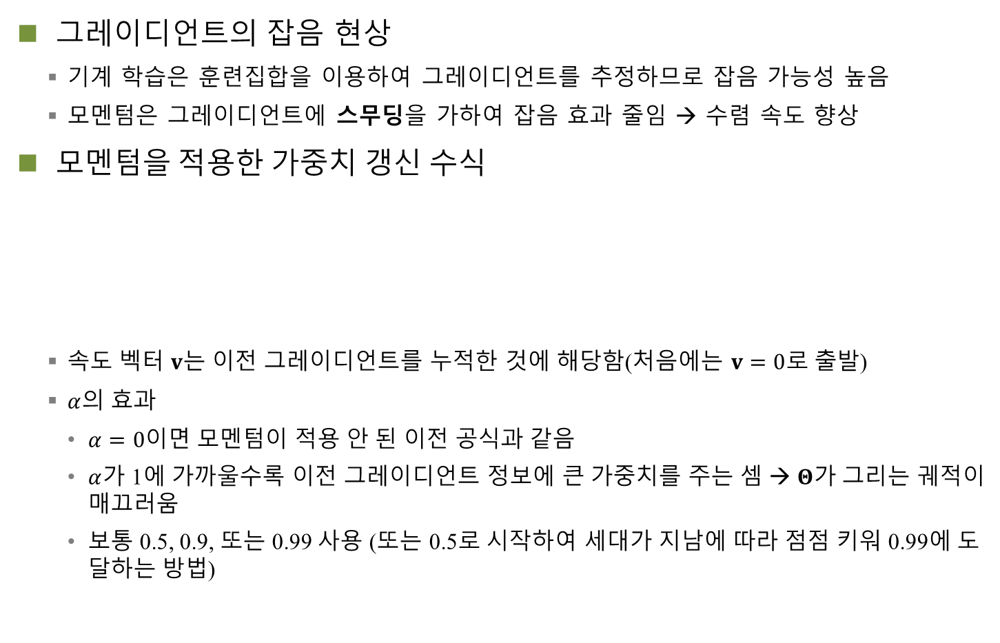 ■ 그레이디언트의 잡음 현상
▪ 기계 학습은 훈련집합을 이용하여 그레이디언트를 추정하므로 잡음 가능성 높음
▪ 모멘텀은 그레이디언트에 스무딩을 가하여 잡음 효과 줄임 → 수렴 속도 향상
■ 모멘텀을 적용한 가중치 갱신 수식
▪ 속도 벡터 v는 이전 그레이디언트를 누적한 것에 해당함(처음에는 v = 0로 출발)
▪ α의 효과
• α = 0이면 모멘텀이 적용 안 된 이전 공식과 같음
• α가 1에 가까울수록 이전 그레이디언트 정보에 큰 가중치를 주는 셈 → Θ가 그리는 궤적이
매끄러움
• 보통 0.5, 0.9, 또는 0.99 사용 (또는 0.5로 시작하여 세대가 지남에 따라 점점 키워 0.99에 도
달하는 방법)